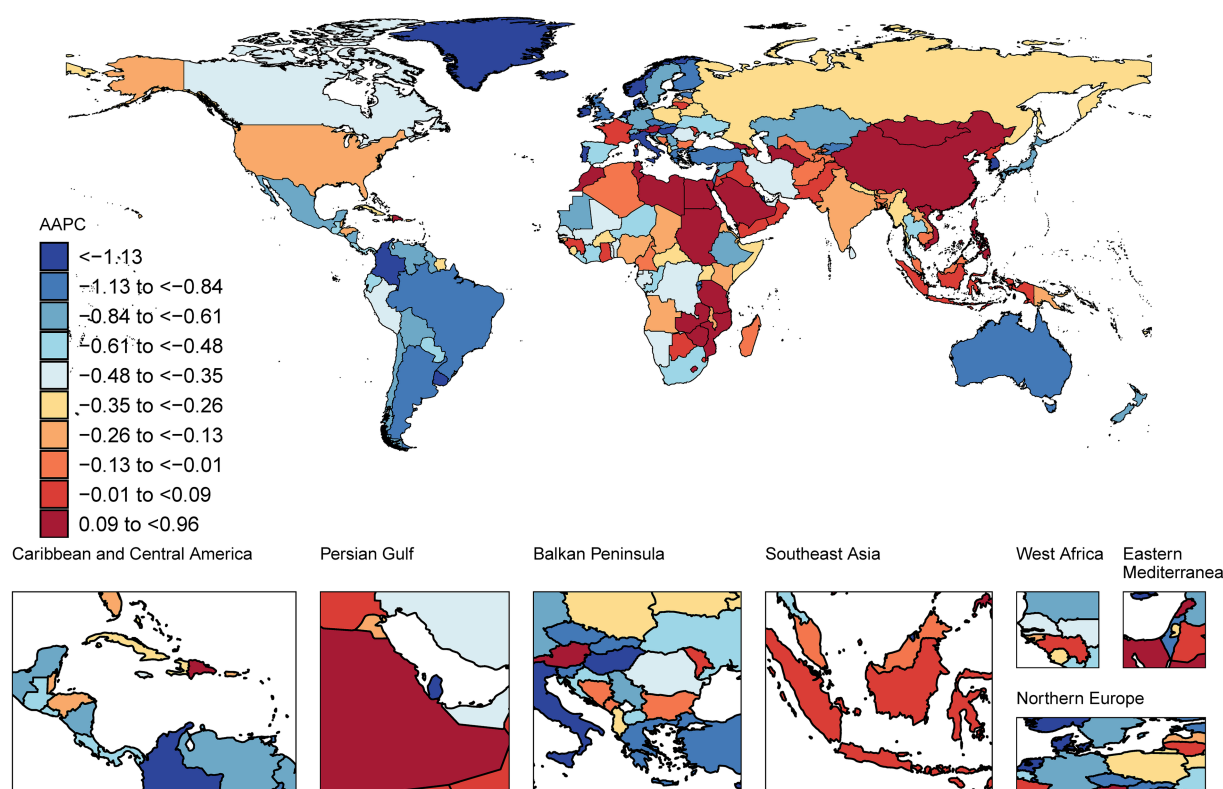 AAPC
<−1.13
−1.13 to <−0.84
−0.84 to <−0.61
−0.61 to <−0.48
−0.48 to <−0.35
−0.35 to <−0.26
−0.26 to <−0.13
−0.13 to <−0.01
−0.01 to <0.09
0.09 to <0.96
Caribbean and Central America
Persian Gulf
Balkan Peninsula
Southeast Asia
West Africa
Eastern
Mediterranea
Northern Europe